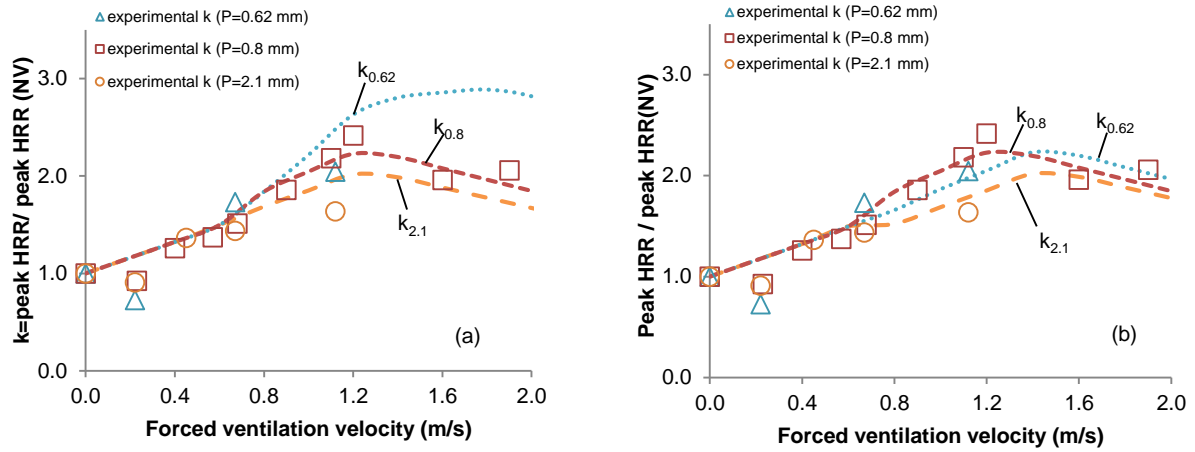 experimental k (P=0.62 mm)
experimental k (P=0.8 mm)
experimental k (P=2.1 mm)
k=peak HRR/ peak HRR (NV)
3.0
2.0
1.0
0.0
k0.62
k0.8
k2.1
(a)
0.0 0.4 0.8 1.2 1.6 2.0
Forced ventilation velocity (m/s)
experimental k (P=0.62 mm)
experimental k (P=0.8 mm)
experimental k (P=2.1 mm)
Peak HRR / peak HRR(NV)
3.0
2.0
1.0
0.0
k0.8
k0.62
k2.1
(b)
0.0 0.4 0.8 1.2 1.6 2.0
Forced ventilation velocity (m/s)